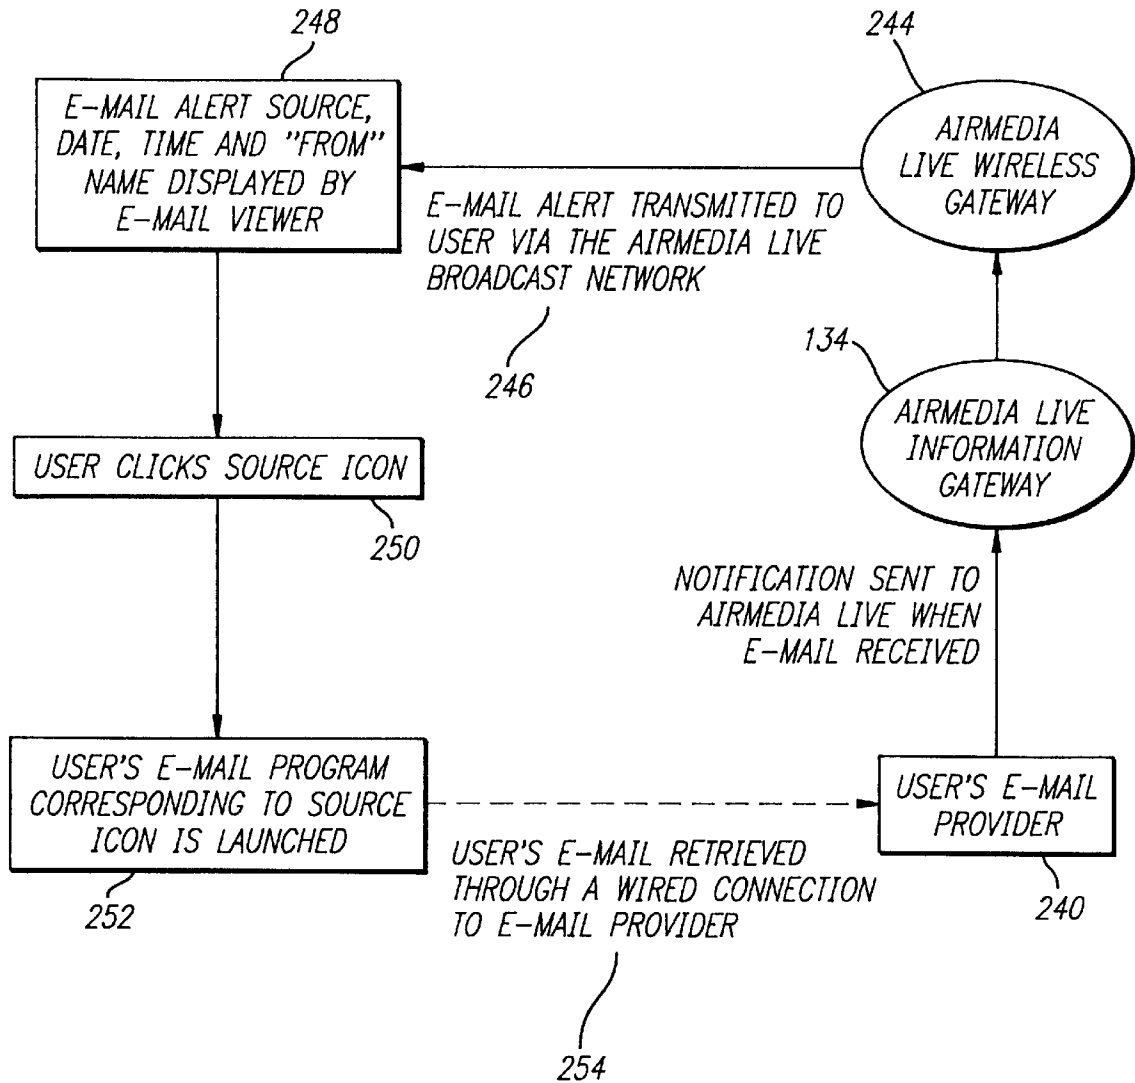 248
E-MAIL ALERT SOURCE,
DATE, TIME AND "FROM"
NAME DISPLAYED BY
E-MAIL VIEWER
244
AIRMEDIA
LIVE WIRELESS
GATEWAY
E-MAIL ALERT TRANSMITTED TO
USER VIA THE AIRMEDIA LIVE
BROADCAST NETWORK
246
134
AIRMEDIA LIVE
INFORMATION
GATEWAY
USER CLICKS SOURCE ICON
250
NOTIFICATION SENT TO
AIRMEDIA LIVE WHEN
E-MAIL RECEIVED
USER'S E-MAIL PROGRAM
CORRESPONDING TO SOURCE
ICON IS LAUNCHED
252
USER'S E-MAIL
PROVIDER
240
USER'S E-MAIL RETRIEVED
THROUGH A WIRED CONNECTION
TO E-MAIL PROVIDER
254